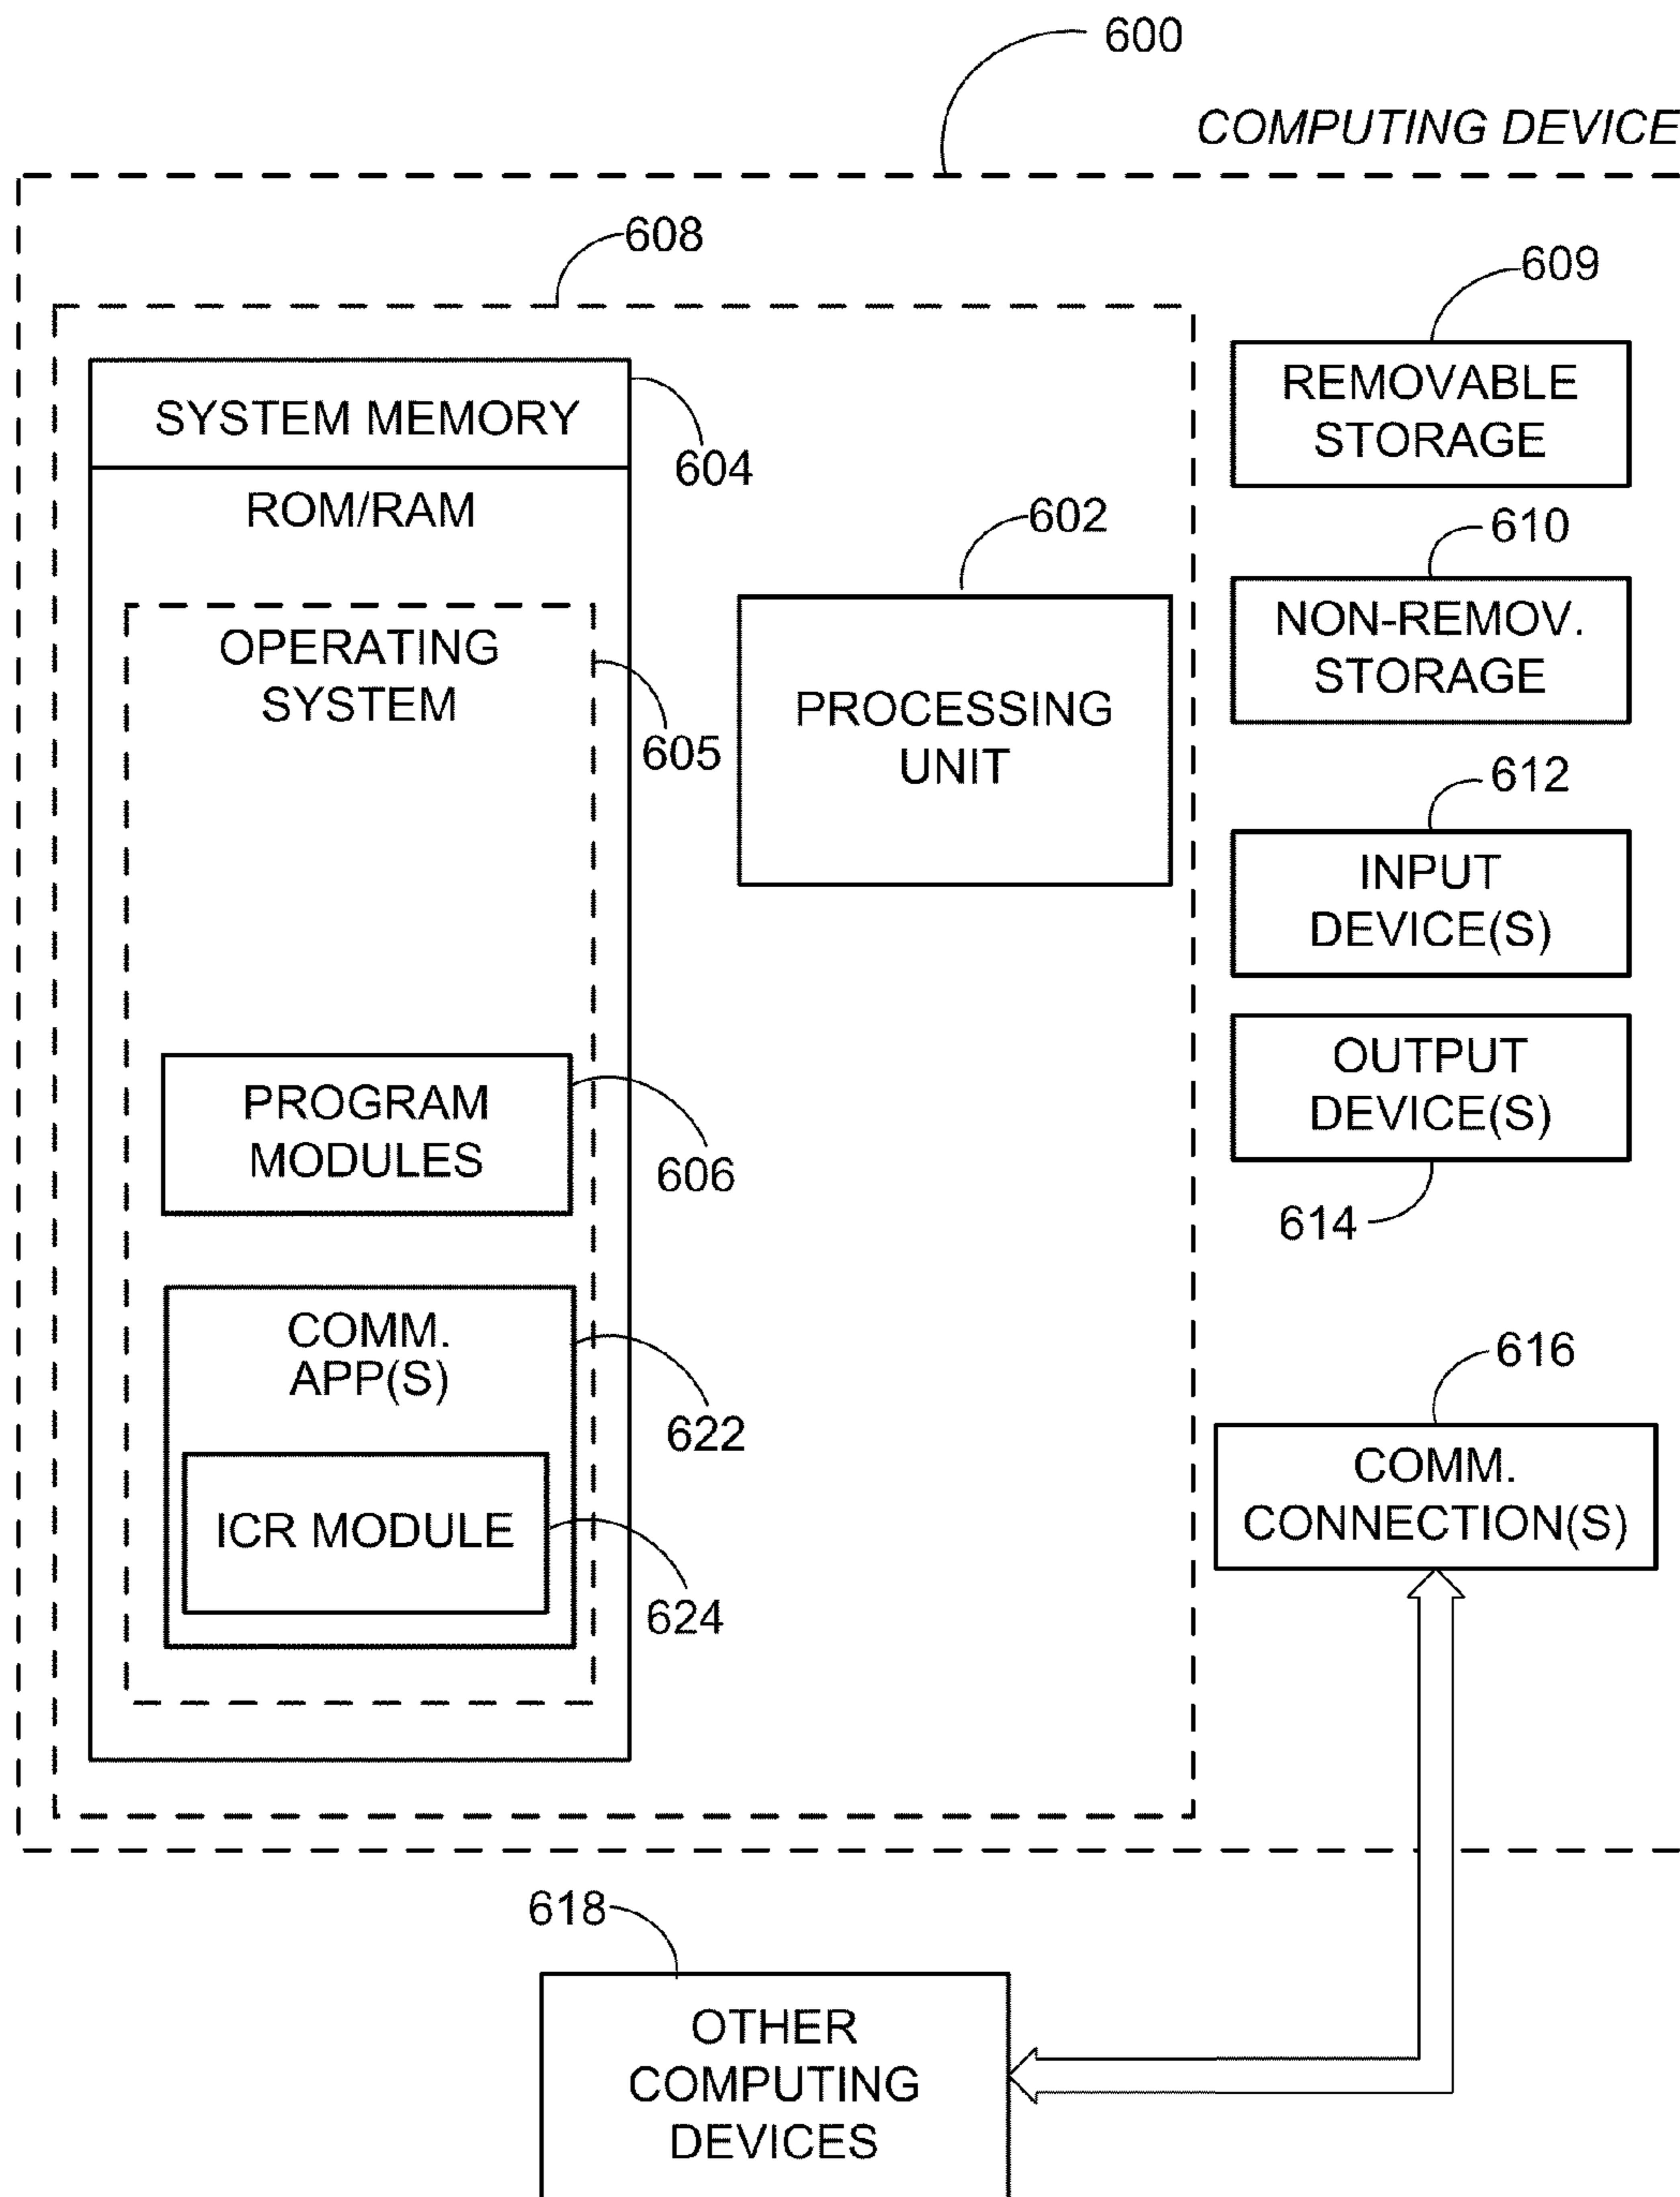 600
COMPUTING DEVICE
608
609
SYSTEM MEMORY
604
REMOVABLE
STORAGE
ROM/RAM
602
610
OPERATING
SYSTEM
605
PROCESSING
UNIT
NON-REMOV.
STORAGE
612
INPUT
DEVICE(S)
OUTPUT
DEVICE(S)
614
PROGRAM
MODULES
606
COMM.
APP(S)
622
616
ICR MODULE
624
COMM.
CONNECTION(S)
618
OTHER
COMPUTING
DEVICES